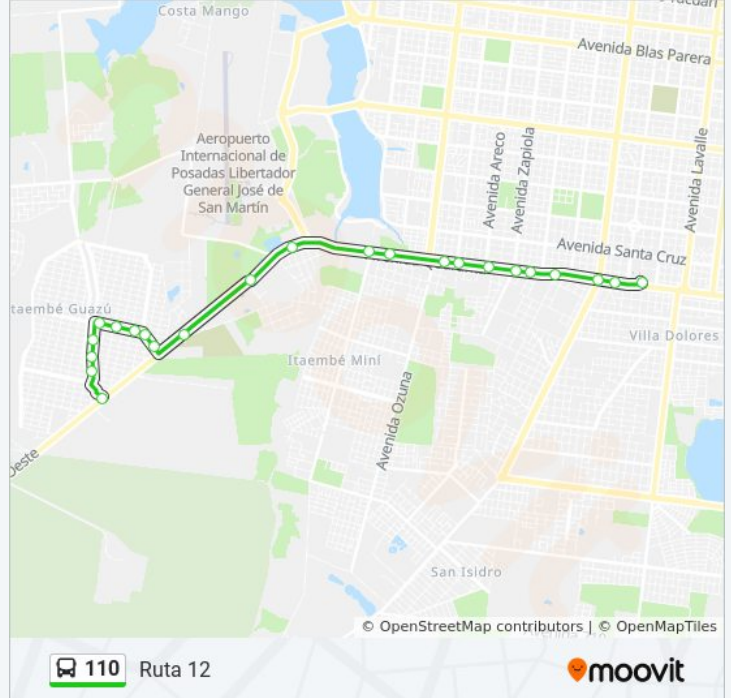 Costa Mango
Avenida Blas Parera
Aeropuerto
Internacional de
Posadas Libertador
General José de
San Martín
Avenida Areco
Avenida Zapiola
Avenida Lavalle
Avenida Santa Cruz
taembé Guazú
Villa Dolores
Itaembé Miní
Avenida Ozuna
Oeste
San Isidro
© OpenStreetMap contributors | © OpenMapTiles
110 Ruta 12
moovit